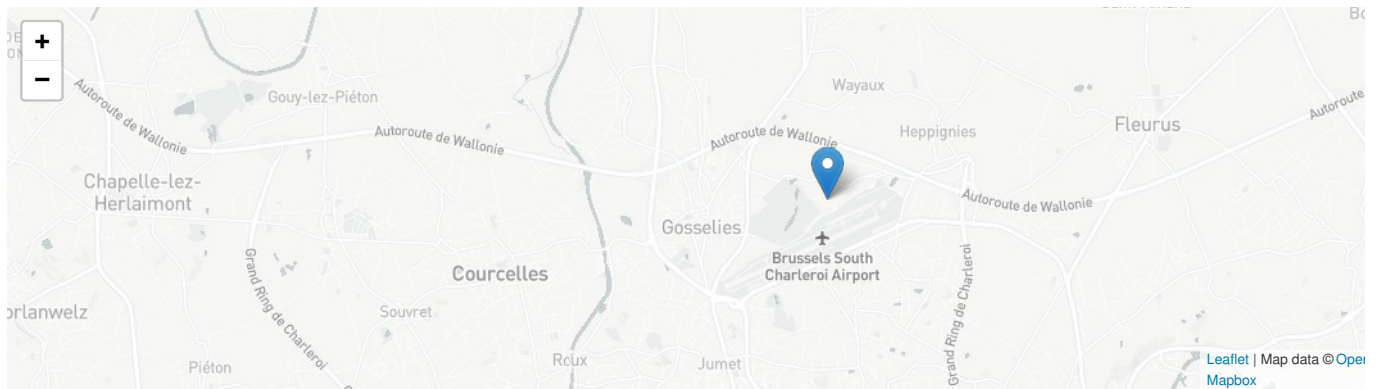 +
−
Wayaux
Gouy-lez-Piéton
Autoroute de Wallonie
Autoroute de Wallonie
Autoroute de Wallonie
Autoroute
Heppignies
Fleurus
Chapelle-lez-
Herlaimont
Autoroute de Wallonie
Gosselies
Brussels South
Charleroi Airport
Courcelles
Grand Ring de Charleroi
Grand Ring de Charleroi
orlanwelz
Souvret
Piéton
Roux
Jumet
Leaflet | Map data © Open
Mapbox